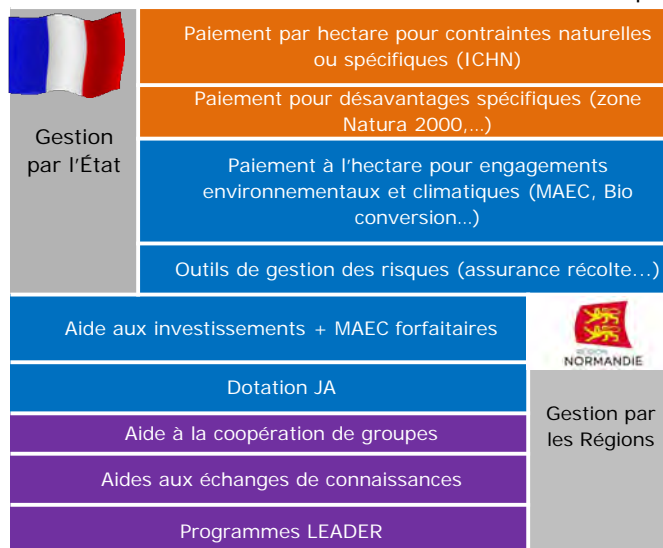 Gestion
par l'État
Paiement par hectare pour contraintes naturelles
ou spécifiques (ICHN)
Paiement pour désavantages spécifiques (zone
Natura 2000,...)
Paiement à l'hectare pour engagements
environnementaux et climatiques (MAEC, Bio
conversion...)
Outils de gestion des risques (assurance récolte...)
Aide aux investissements + MAEC forfaitaires
Dotation JA
Aide à la coopération de groupes
Aides aux échanges de connaissances
Programmes LEADER
RÉGION
NORMANDIE
Gestion par
les Régions